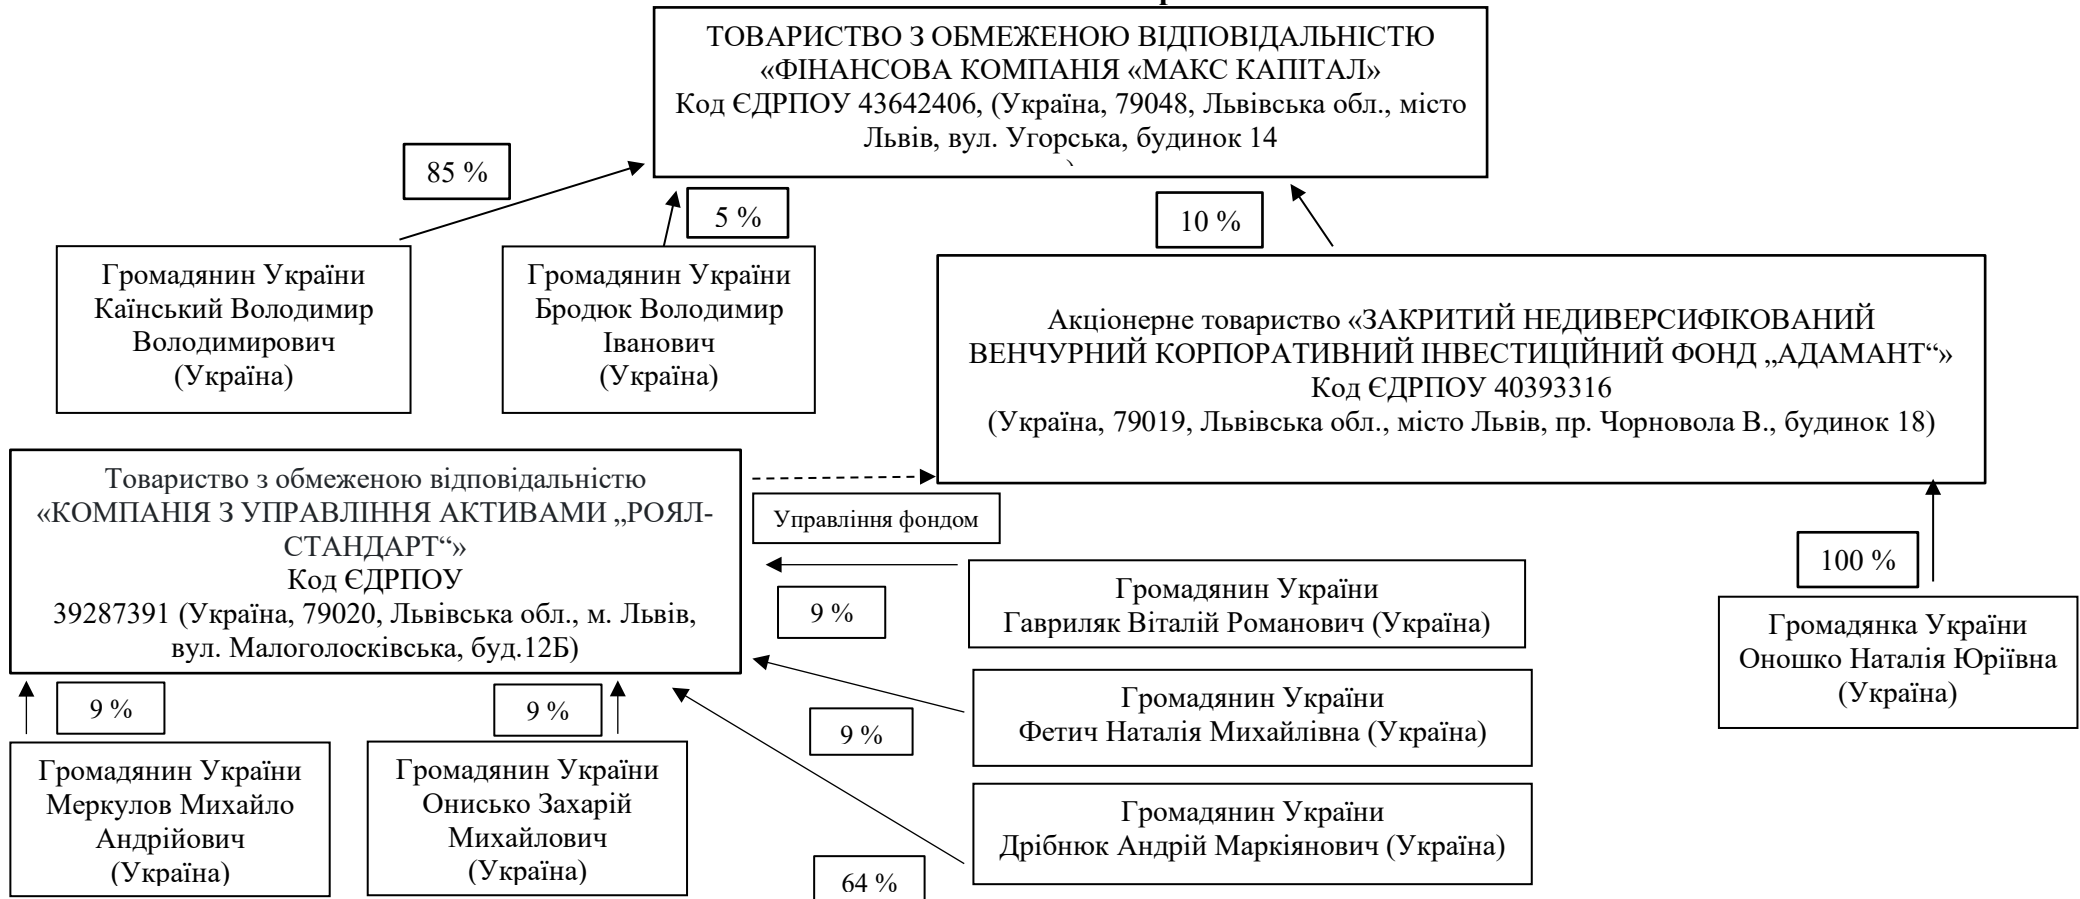 ТОВАРИСТВО З ОБМЕЖЕНОЮ ВІДПОВІДАЛЬНІСТЮ
«ФІНАНСОВА КОМПАНІЯ «МАКС КАПІТАЛ»
Код ЄДРПОУ 43642406, (Україна, 79048, Львівська обл., місто
Львів, вул. Угорська, будинок 14
)
85 %
5 %
10 %
Громадянин України
Каїнський Володимир
Володимирович
(Україна)
Громадянин України
Бродюк Володимир
Іванович
(Україна)
Акціонерне товариство «ЗАКРИТИЙ НЕДИВЕРСИФІКОВАНИЙ
ВЕНЧУРНИЙ КОРПОРАТИВНИЙ ІНВЕСТИЦІЙНИЙ ФОНД „АДАМАНТ“»
Код ЄДРПОУ 40393316
(Україна, 79019, Львівська обл., місто Львів, пр. Чорновола В., будинок 18)
Товариство з обмеженою відповідальністю
«КОМПАНІЯ З УПРАВЛІННЯ АКТИВАМИ „РОЯЛ-
СТАНДАРТ“»
Код ЄДРПОУ
39287391 (Україна, 79020, Львівська обл., м. Львів,
вул. Малоголосківська, буд.12Б)
Управління фондом
100 %
9 %
Громадянин України
Гавриляк Віталій Романович (Україна)
Громадянка України
Оношко Наталія Юріївна
(Україна)
9 %
9 %
9 %
Громадянин України
Фетич Наталія Михайлівна (Україна)
Громадянин України
Меркулов Михайло
Андрійович
(Україна)
Громадянин України
Онисько Захарій
Михайлович
(Україна)
Громадянин України
Дрібнюк Андрій Маркіянович (Україна)
64 %